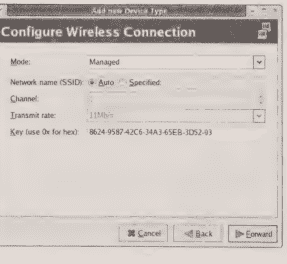 Add new Device Type
Configure Wireless Connection
Mode: Managed
Network name (SSID): Auto Specified:
Channel:
Transmit rate: 11Mb/s
Key (use 0x for hex): 8624-9587-42C6-34A3-65EB-3D52-03
Cancel Back Forward